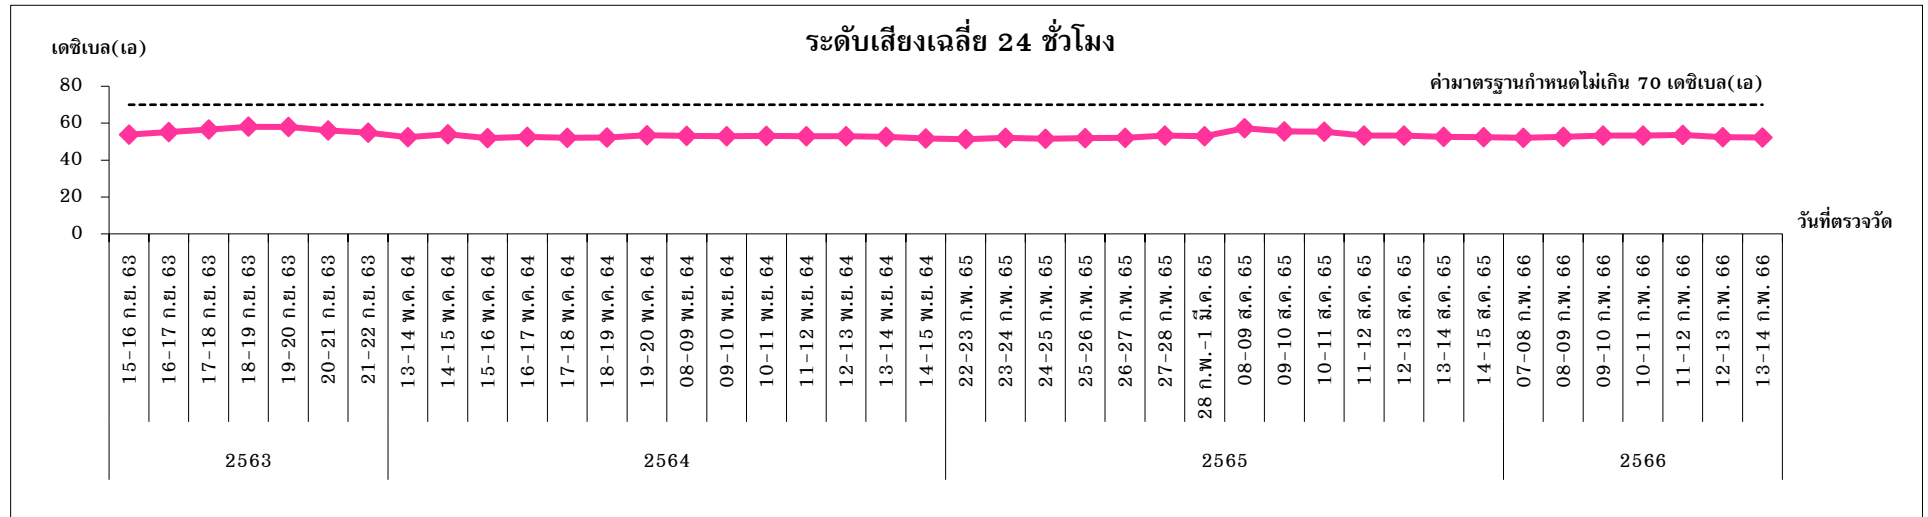 ระดับเสียงเฉลี่ย 24 ชั่วโมง
เดซิเบล(เอ)
ค่ามาตรฐานกำหนดไม่เกิน 70 เดซิเบล(เอ)
80
60
40
20
0
วันที่ตรวจวัด
15-16 ก.ย. 63
16-17 ก.ย. 63
17-18 ก.ย. 63
18-19 ก.ย. 63
19-20 ก.ย. 63
20-21 ก.ย. 63
21-22 ก.ย. 63
13-14 พ.ค. 64
14-15 พ.ค. 64
15-16 พ.ค. 64
16-17 พ.ค. 64
17-18 พ.ค. 64
18-19 พ.ค. 64
19-20 พ.ค. 64
08-09 พ.ย. 64
09-10 พ.ย. 64
10-11 พ.ย. 64
11-12 พ.ย. 64
12-13 พ.ย. 64
13-14 พ.ย. 64
14-15 พ.ย. 64
22-23 ก.พ. 65
23-24 ก.พ. 65
24-25 ก.พ. 65
25-26 ก.พ. 65
26-27 ก.พ. 65
27-28 ก.พ. 65
28 ก.พ.-1 มี.ค. 65
08-09 ส.ค. 65
09-10 ส.ค. 65
10-11 ส.ค. 65
11-12 ส.ค. 65
12-13 ส.ค. 65
13-14 ส.ค. 65
14-15 ส.ค. 65
07-08 ก.พ. 66
08-09 ก.พ. 66
09-10 ก.พ. 66
10-11 ก.พ. 66
11-12 ก.พ. 66
12-13 ก.พ. 66
13-14 ก.พ. 66
2563
2564
2565
2566